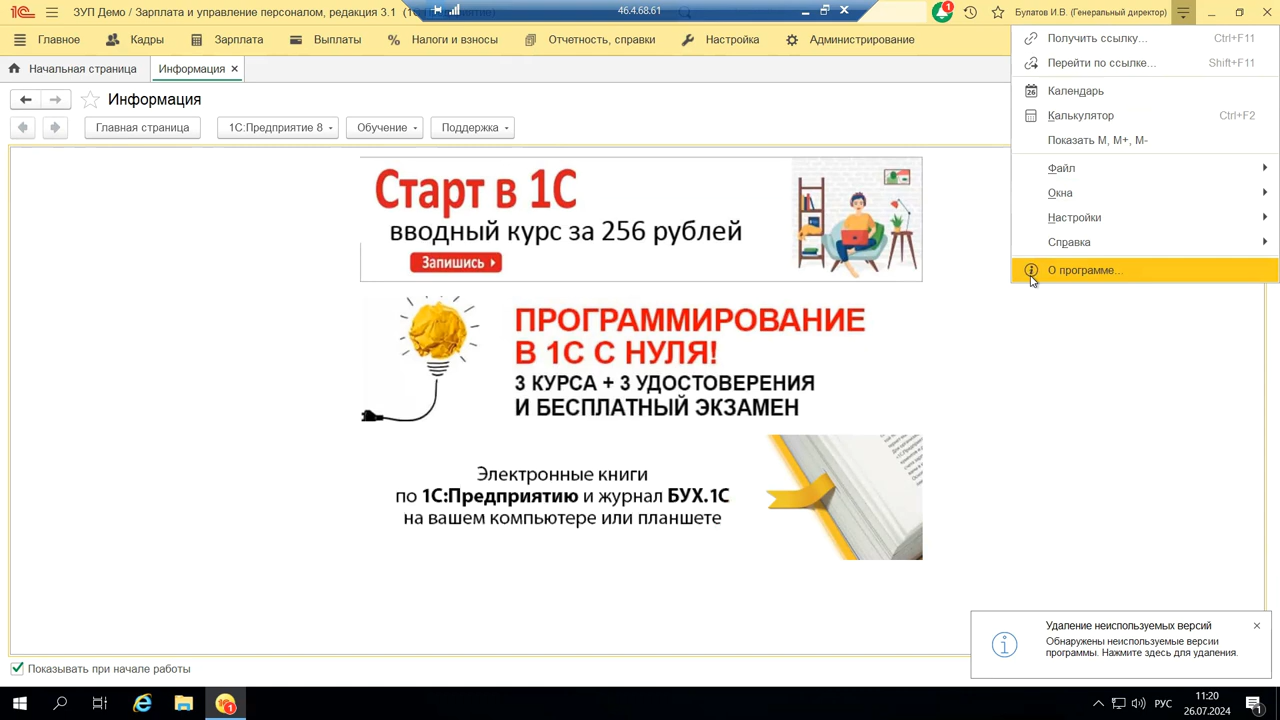 ЗУП Демо / Зарплата и управление персоналом, редакция 3.1 (1С:Предприятие)
46.4.68.61
1
Булатов И.В. (Генеральный директор)
Главное
Кадры
Зарплата
Выплаты
Налоги и взносы
Отчетность, справки
Настройка
Администрирование
Начальная страница
Информация
Информация
Главная страница
1С:Предприятие 8
Обучение
Поддержка
Получить ссылку... Ctrl+F11
Перейти по ссылке... Shift+F11
26 Календарь
Калькулятор Ctrl+F2
Показать M, M+, M-
Файл
Окна
Настройки
Справка
О программе...
Старт в 1С
вводный курс за 256 рублей
Запишись
ПРОГРАММИРОВАНИЕ
В 1С С НУЛЯ!
3 КУРСА + 3 УДОСТОВЕРЕНИЯ
И БЕСПЛАТНЫЙ ЭКЗАМЕН
Электронные книги
по 1С:Предприятию и журнал БУХ.1С
на вашем компьютере или планшете
Удаление неиспользуемых версий
Обнаружены неиспользуемые версии
программы. Нажмите здесь для удаления.
Показывать при начале работы
1
РУС
11:20
26.07.2024
1